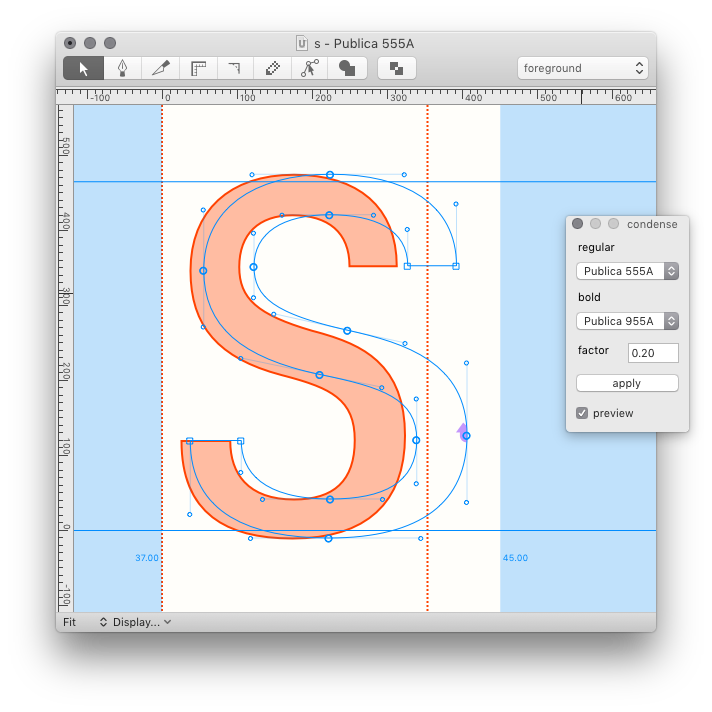 s - Publica 555A
foreground
-100 0 100 200 300 400 500 600
500
400
300
200
100
0
-100
37.00
45.00
Fit Display...
condense
regular
Publica 555A
bold
Publica 955A
factor 0.20
apply
preview